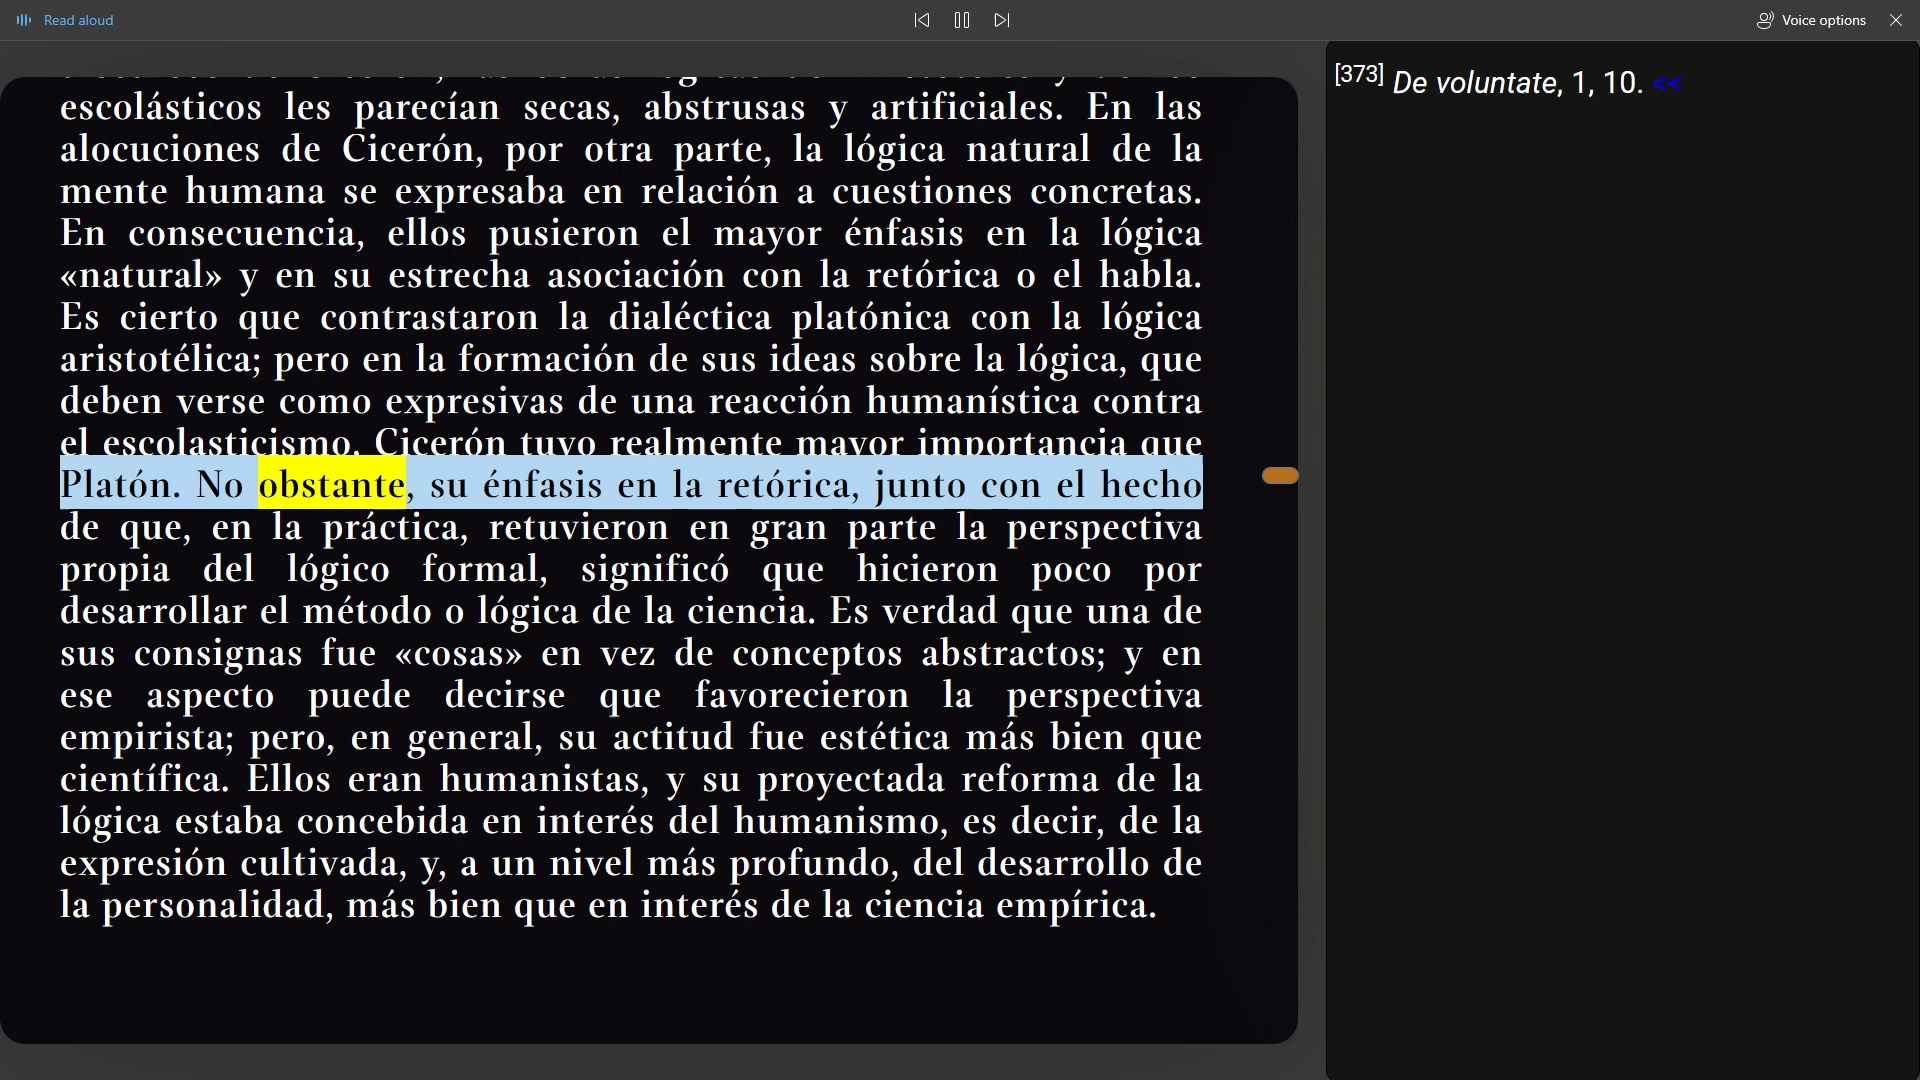 Read aloud
Voice options
escolásticos les parecían secas, abstrusas y artificiales. En las
alocuciones de Cicerón, por otra parte, la lógica natural de la
mente humana se expresaba en relación a cuestiones concretas.
En consecuencia, ellos pusieron el mayor énfasis en la lógica
«natural» y en su estrecha asociación con la retórica o el habla.
Es cierto que contrastaron la dialéctica platónica con la lógica
aristotélica; pero en la formación de sus ideas sobre la lógica, que
deben verse como expresivas de una reacción humanística contra
el escolasticismo, Cicerón tuvo realmente mayor importancia que
Platón. No obstante, su énfasis en la retórica, junto con el hecho
de que, en la práctica, retuvieron en gran parte la perspectiva
propia del lógico formal, significó que hicieron poco por
desarrollar el método o lógica de la ciencia. Es verdad que una de
sus consignas fue «cosas» en vez de conceptos abstractos; y en
ese aspecto puede decirse que favorecieron la perspectiva
empirista; pero, en general, su actitud fue estética más bien que
científica. Ellos eran humanistas, y su proyectada reforma de la
lógica estaba concebida en interés del humanismo, es decir, de la
expresión cultivada, y, a un nivel más profundo, del desarrollo de
la personalidad, más bien que en interés de la ciencia empírica.
[373] De voluntate, 1, 10. <<